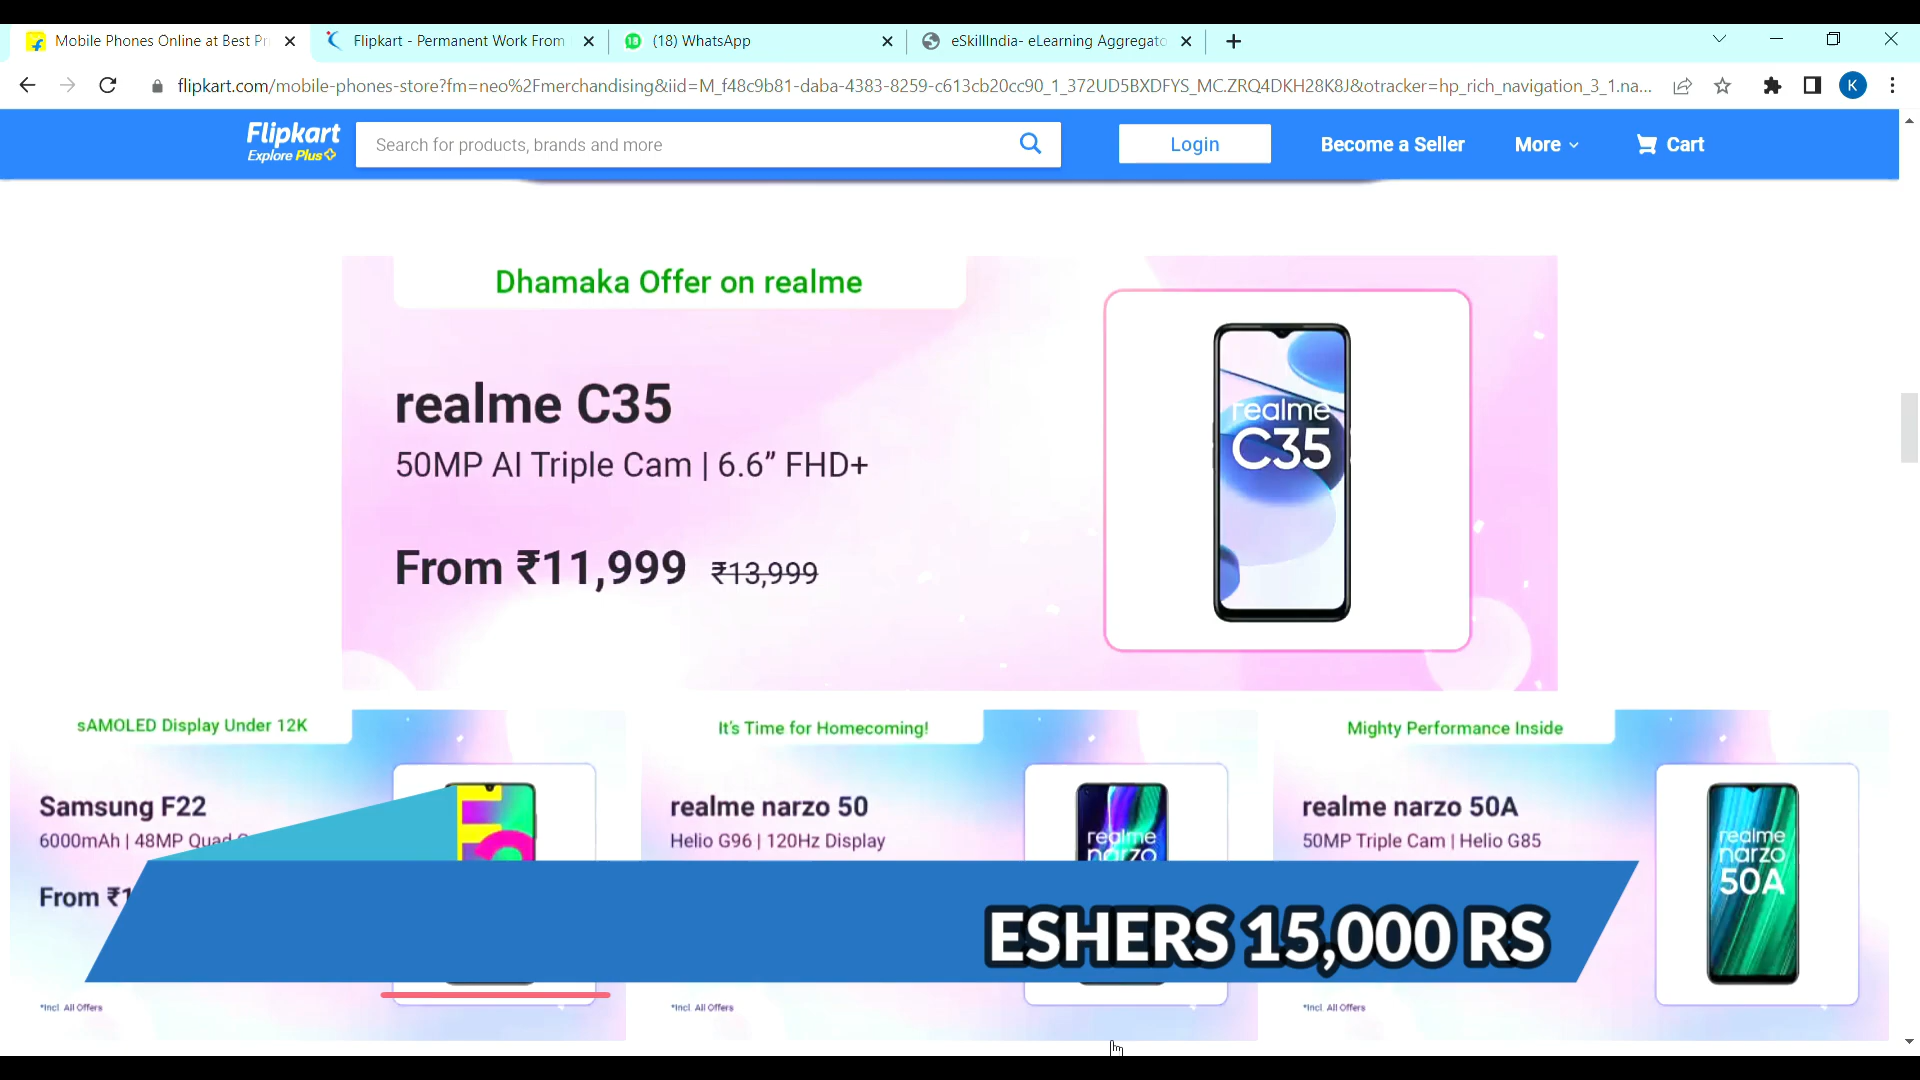 Mobile Phones Online at Best Pr
Flipkart - Permanent Work From
(18) WhatsApp
eSkillIndia- eLearning Aggregato
flipkart.com/mobile-phones-store?fm=neo%2Fmerchandising&iid=M_f48c9b81-daba-4383-8259-c613cb20cc90_1_372UD5BXDFYS_MC.ZRQ4DKH28K8J&otracker=hp_rich_navigation_3_1.na...
K
Flipkart
Explore Plus
Search for products, brands and more
Login
Become a Seller
More
Cart
Dhamaka Offer on realme
realme C35
50MP AI Triple Cam | 6.6” FHD+
From ₹11,999 ₹13,999
realme
C35
sAMOLED Display Under 12K
Samsung F22
6000mAh | 48MP Quad
From ₹1
*Incl. All Offers
It's Time for Homecoming!
realme narzo 50
Helio G96 | 120Hz Display
realme
narzo
*Incl. All Offers
Mighty Performance Inside
realme narzo 50A
50MP Triple Cam | Helio G85
realme
narzo
50A
*Incl. All Offers
ESHERS 15,000 RS